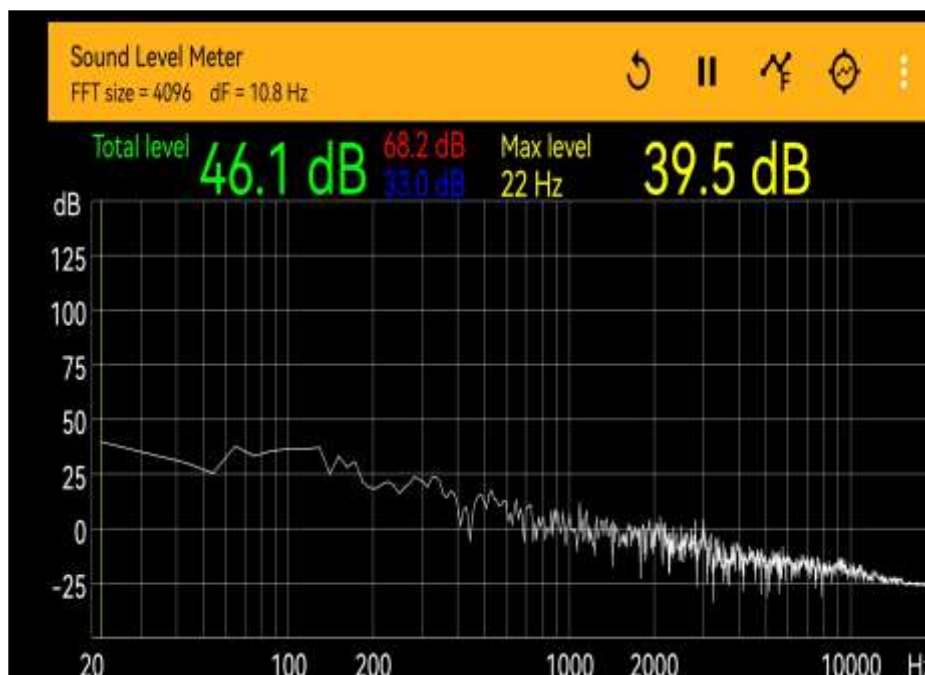 Sound Level Meter
FFT size = 4096 dF = 10.8 Hz
Total level 46.1 dB 68.2 dB Max level 39.5 dB
33.0 dB 22 Hz
dB
125
100
75
50
25
0
-25
20 100 200 1000 2000 10000 Hz